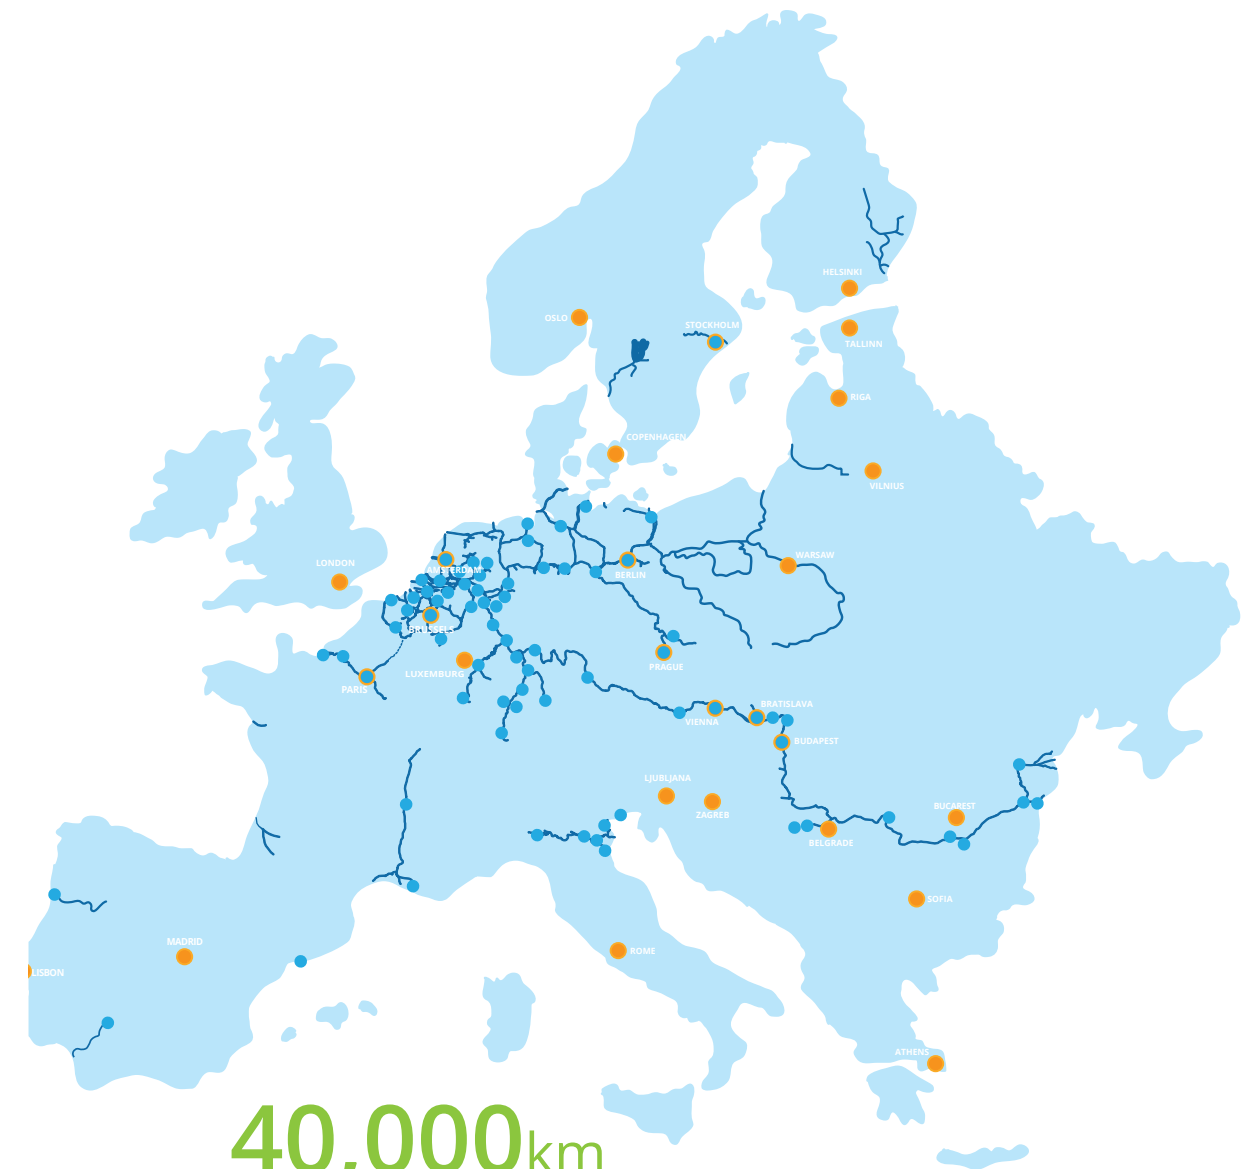 HELSINKI
OSLO
STOCKHOLM
TALLINN
RIGA
COPENHAGEN
VILNIUS
LONDON
AMSTERDAM
BERLIN
WARSAW
BRUSSELS
LUXEMBURG
PRAGUE
PARIS
BRATISLAVA
VIENNA
BUDAPEST
LJUBLJANA
ZAGREB
BUCAREST
BELGRADE
SOFIA
MADRID
ROME
LISBON
ATHENS
40,000km